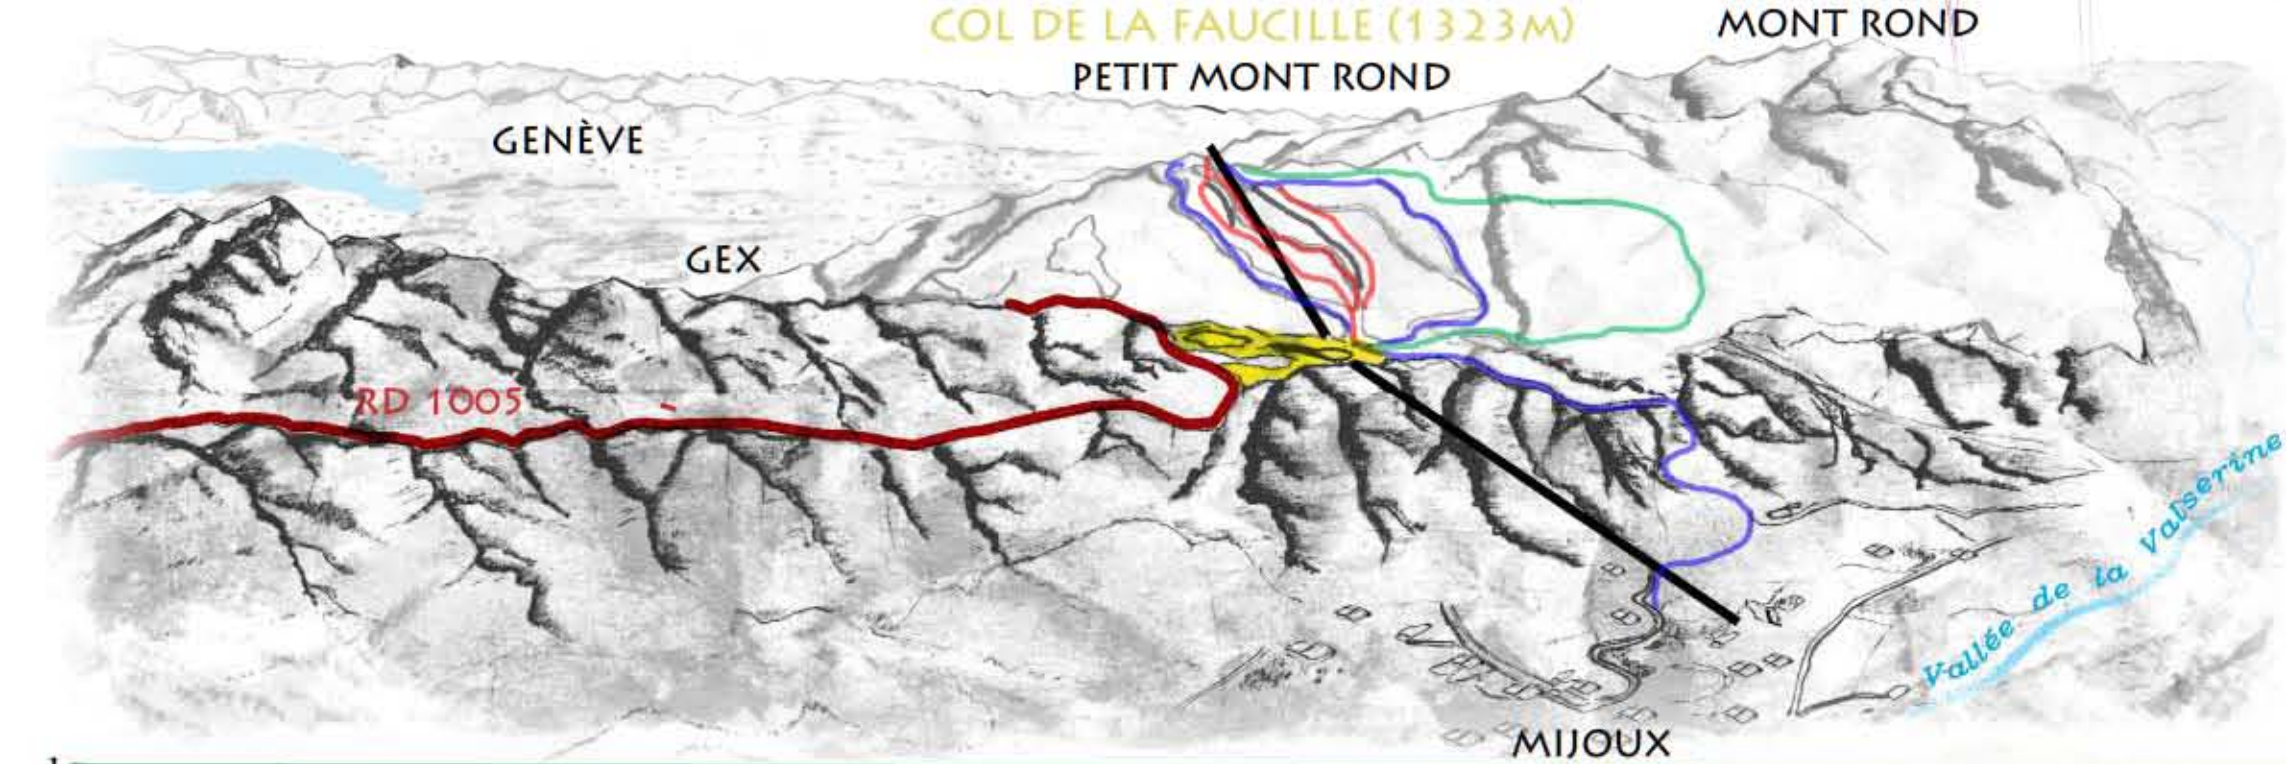 COL DE LA FAUCILLE (1323M)
MONT ROND
PETIT MONT ROND
GENÈVE
GEX
RD 1005
Vallée de la Valserine
MIJOUX